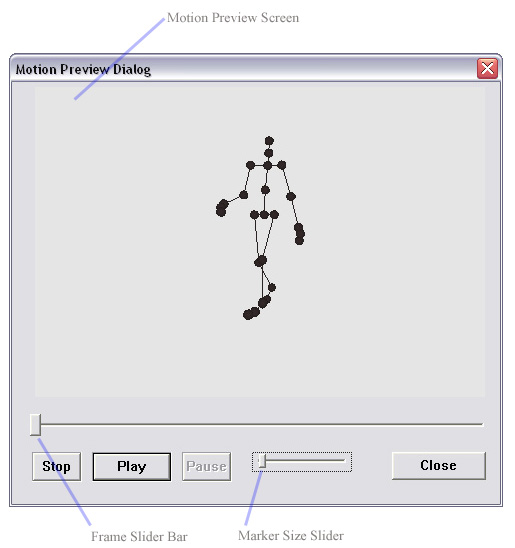 Motion Preview Screen
Motion Preview Dialog
Stop
Play
Pause
Close
Frame Slider Bar
Marker Size Slider